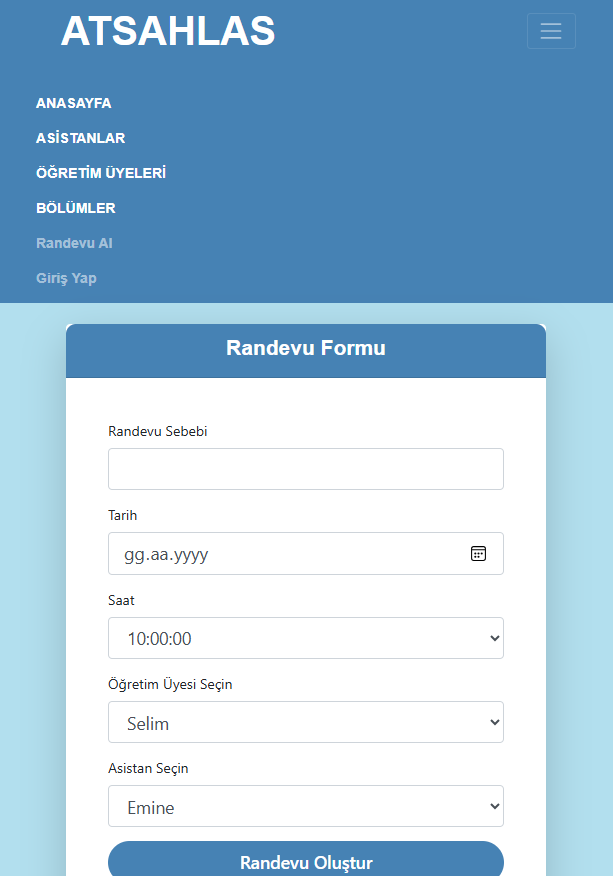 ATSAHLAS
ANASAYFA
ASİSTANLAR
ÖĞRETİM ÜYELERİ
BÖLÜMLER
Randevu Al
Giriş Yap
Randevu Formu
Randevu Sebebi
Tarih
gg.aa.yyyy
Saat
10:00:00
Öğretim Üyesi Seçin
Selim
Asistan Seçin
Emine
Randevu Oluştur